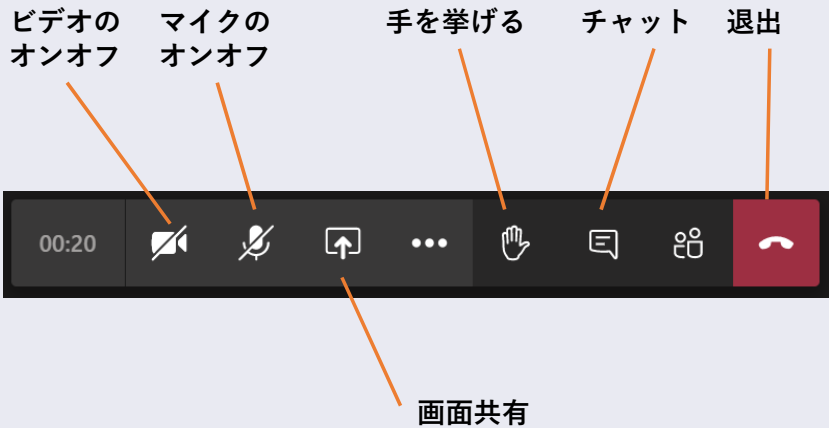 ビデオの
オンオフ
マイクの
オンオフ
手を挙げる
チャット
退出
00:20
画面共有